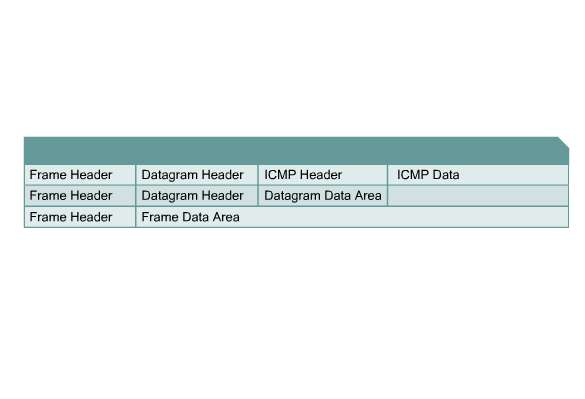 Frame Header Datagram Header ICMP Header ICMP Data
Frame Header Datagram Header Datagram Data Area
Frame Header Frame Data Area